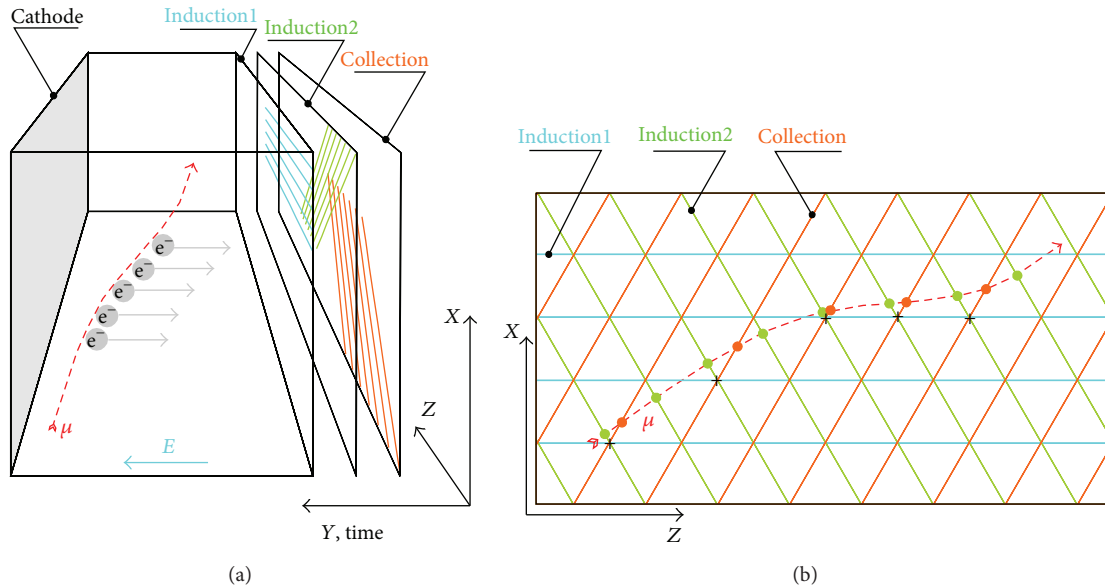 Cathode
Induction1
Induction2
Collection
e⁻
e⁻
e⁻
e⁻
e⁻
μ
E
X
Z
Y, time
(a)
Induction1
Induction2
Collection
X
μ
Z
(b)